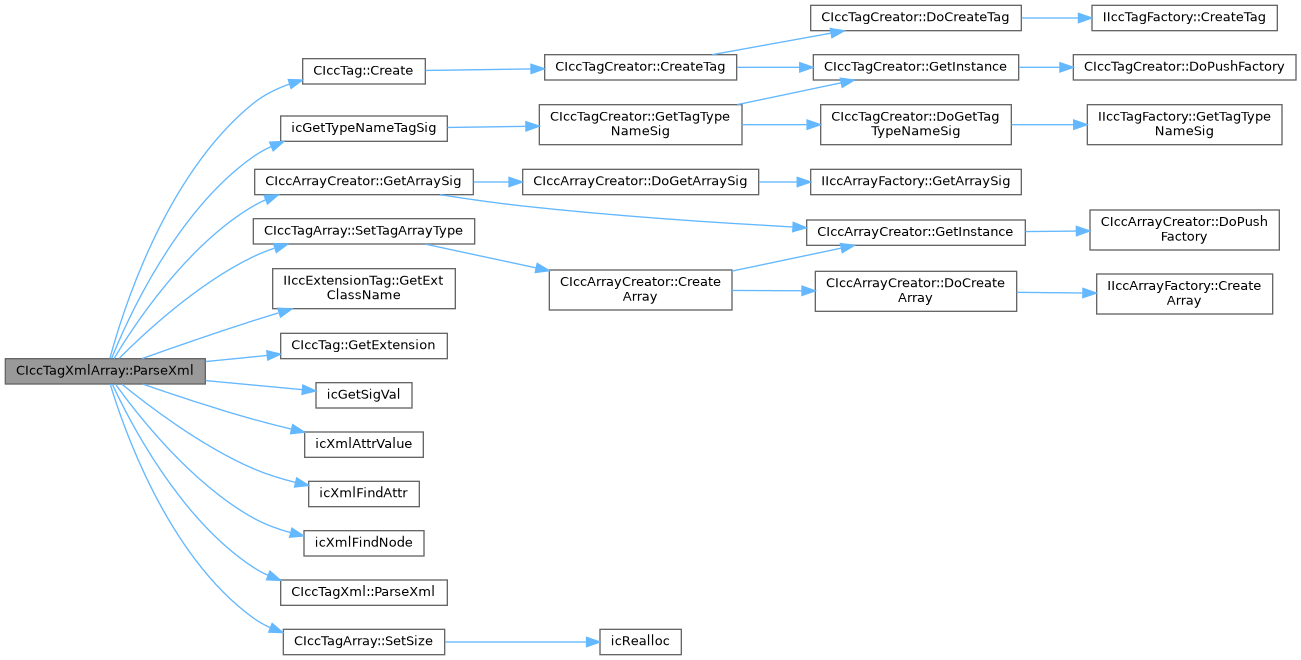 CIccTagXmlArray::ParseXml
CIccTag::Create
CIccTagCreator::CreateTag
CIccTagCreator::DoCreateTag
IIccTagFactory::CreateTag
CIccTagCreator::GetInstance
CIccTagCreator::DoPushFactory
icGetTypeNameTagSig
CIccTagCreator::GetTagType
NameSig
CIccTagCreator::DoGetTag
TypeNameSig
IIccTagFactory::GetTagType
NameSig
CIccArrayCreator::GetArraySig
CIccArrayCreator::DoGetArraySig
IIccArrayFactory::GetArraySig
CIccArrayCreator::GetInstance
CIccArrayCreator::DoPush
Factory
CIccTagArray::SetTagArrayType
CIccArrayCreator::Create
Array
CIccArrayCreator::DoCreate
Array
IIccArrayFactory::Create
Array
IIccExtensionTag::GetExt
ClassName
CIccTag::GetExtension
icGetSigVal
icXmlAttrValue
icXmlFindAttr
icXmlFindNode
CIccTagXml::ParseXml
CIccTagArray::SetSize
icRealloc